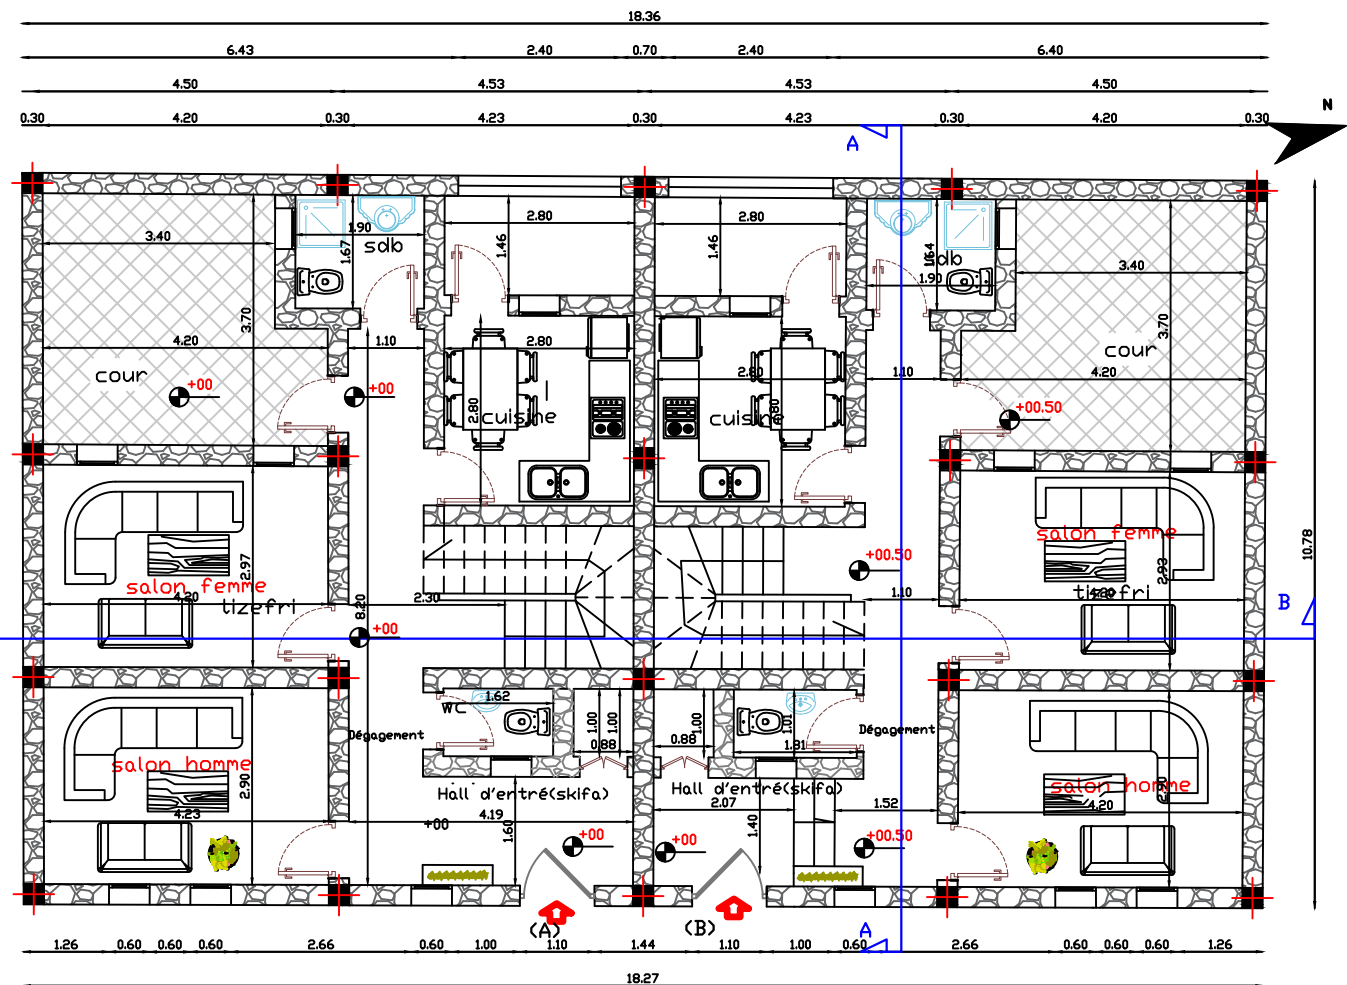 18.36
6.43 2.40 0.70 2.40 6.40
4.50 4.53 4.53 4.50
0.30 4.20 0.30 4.23 0.30 4.23 0.30 4.20 0.30
N
A
3.40
1.90
1.67
sdb
1.46
2.80
2.80
1.46
1.64
sdb
1.90
3.40
3.70
4.20
cour
+00
1.10
+00
2.80
2.80
cuisine
2.80
cuisine
1.10
+00.50
cour
4.20
3.70
10.78
salon femme
2.97
4.20
tizefri
8.20
2.30
+00
+00.50
1.10
salon femme
2.93
tizefri
B
salon homme
2.90
4.23
Dégagement
wc
1.62
1.00
1.00
0.88
1.00
0.88
1.01
1.81
Dégagement
Hall d'entré(skifa)
Hall d'entré(skifa)
4.19
+00
1.60
+00
+00
2.07
1.40
1.52
+00.50
salon homme
4.20
(A)
(B)
A
1.26 0.60 0.60 0.60 2.66 0.60 1.00 1.10 1.44 1.10 1.00 0.60 2.66 0.60 0.60 0.60 1.26
18.27